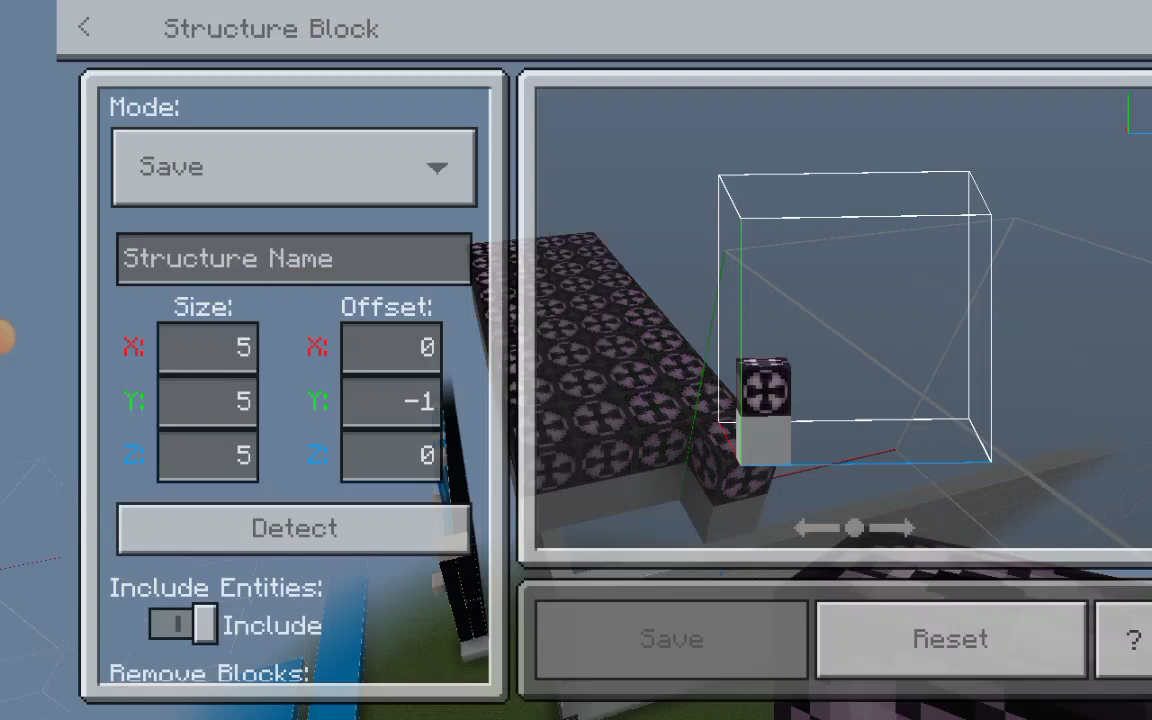 Structure Block
Mode:
Save
Structure Name
Size: Offset:
X: 5 X: 0
Y: 5 Y: -1
Z: 5 Z: 0
Detect
Include Entities:
Include
Remove Blocks:
Save Reset ?